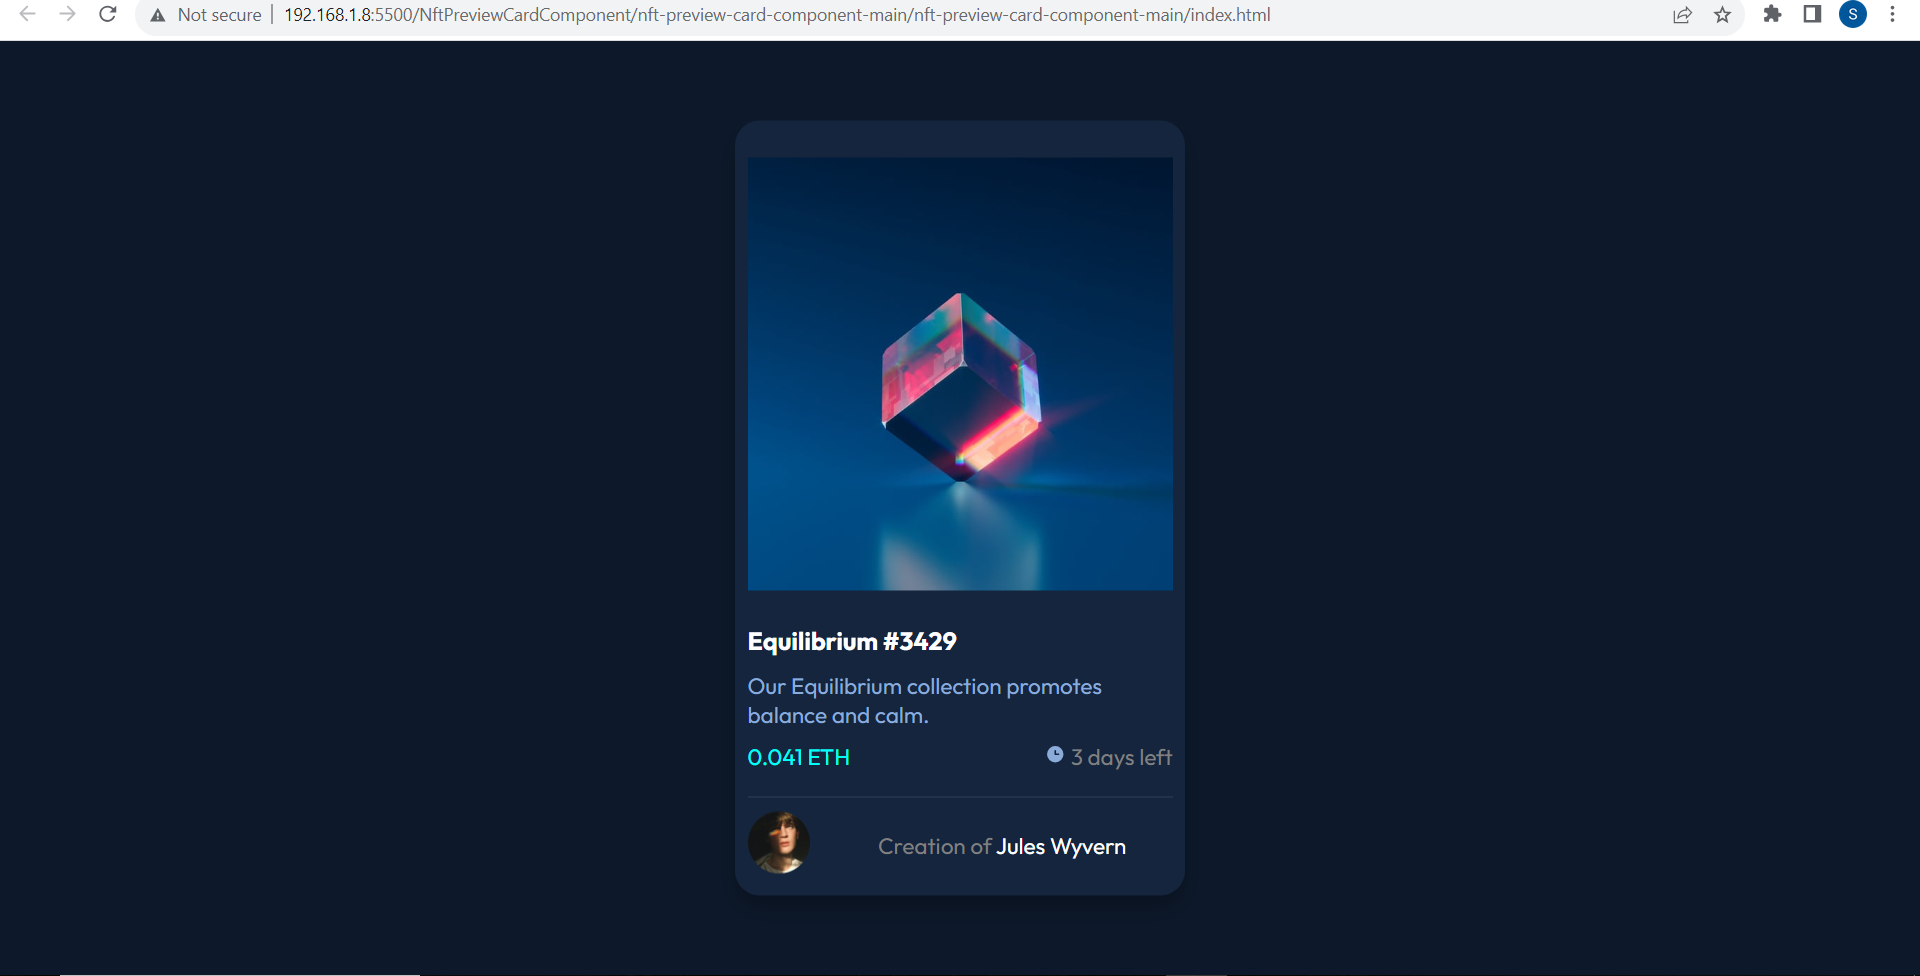 Not secure
192.168.1.8:5500/NftPreviewCardComponent/nft-preview-card-component-main/nft-preview-card-component-main/index.html
S
Equilibrium #3429
Our Equilibrium collection promotes
balance and calm.
0.041 ETH
3 days left
Creation of Jules Wyvern